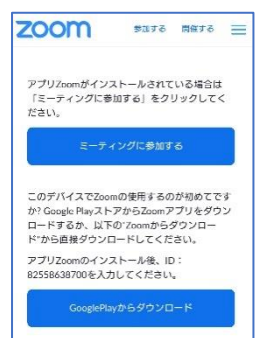 zoom 参加する 開催する
アプリZoomがインストールされている場合は
「ミーティングに参加する」をクリックしてく
ださい。
ミーティングに参加する
このデバイスでZoomの使用するのが初めてです
か? Google PlayストアからZoomアプリをダウン
ロードするか、以下の"Zoomからダウンロー
ド"から直接ダウンロードしてください。
アプリZoomのインストール後、ID：
82558638700を入力してください。
GooglePlayからダウンロード